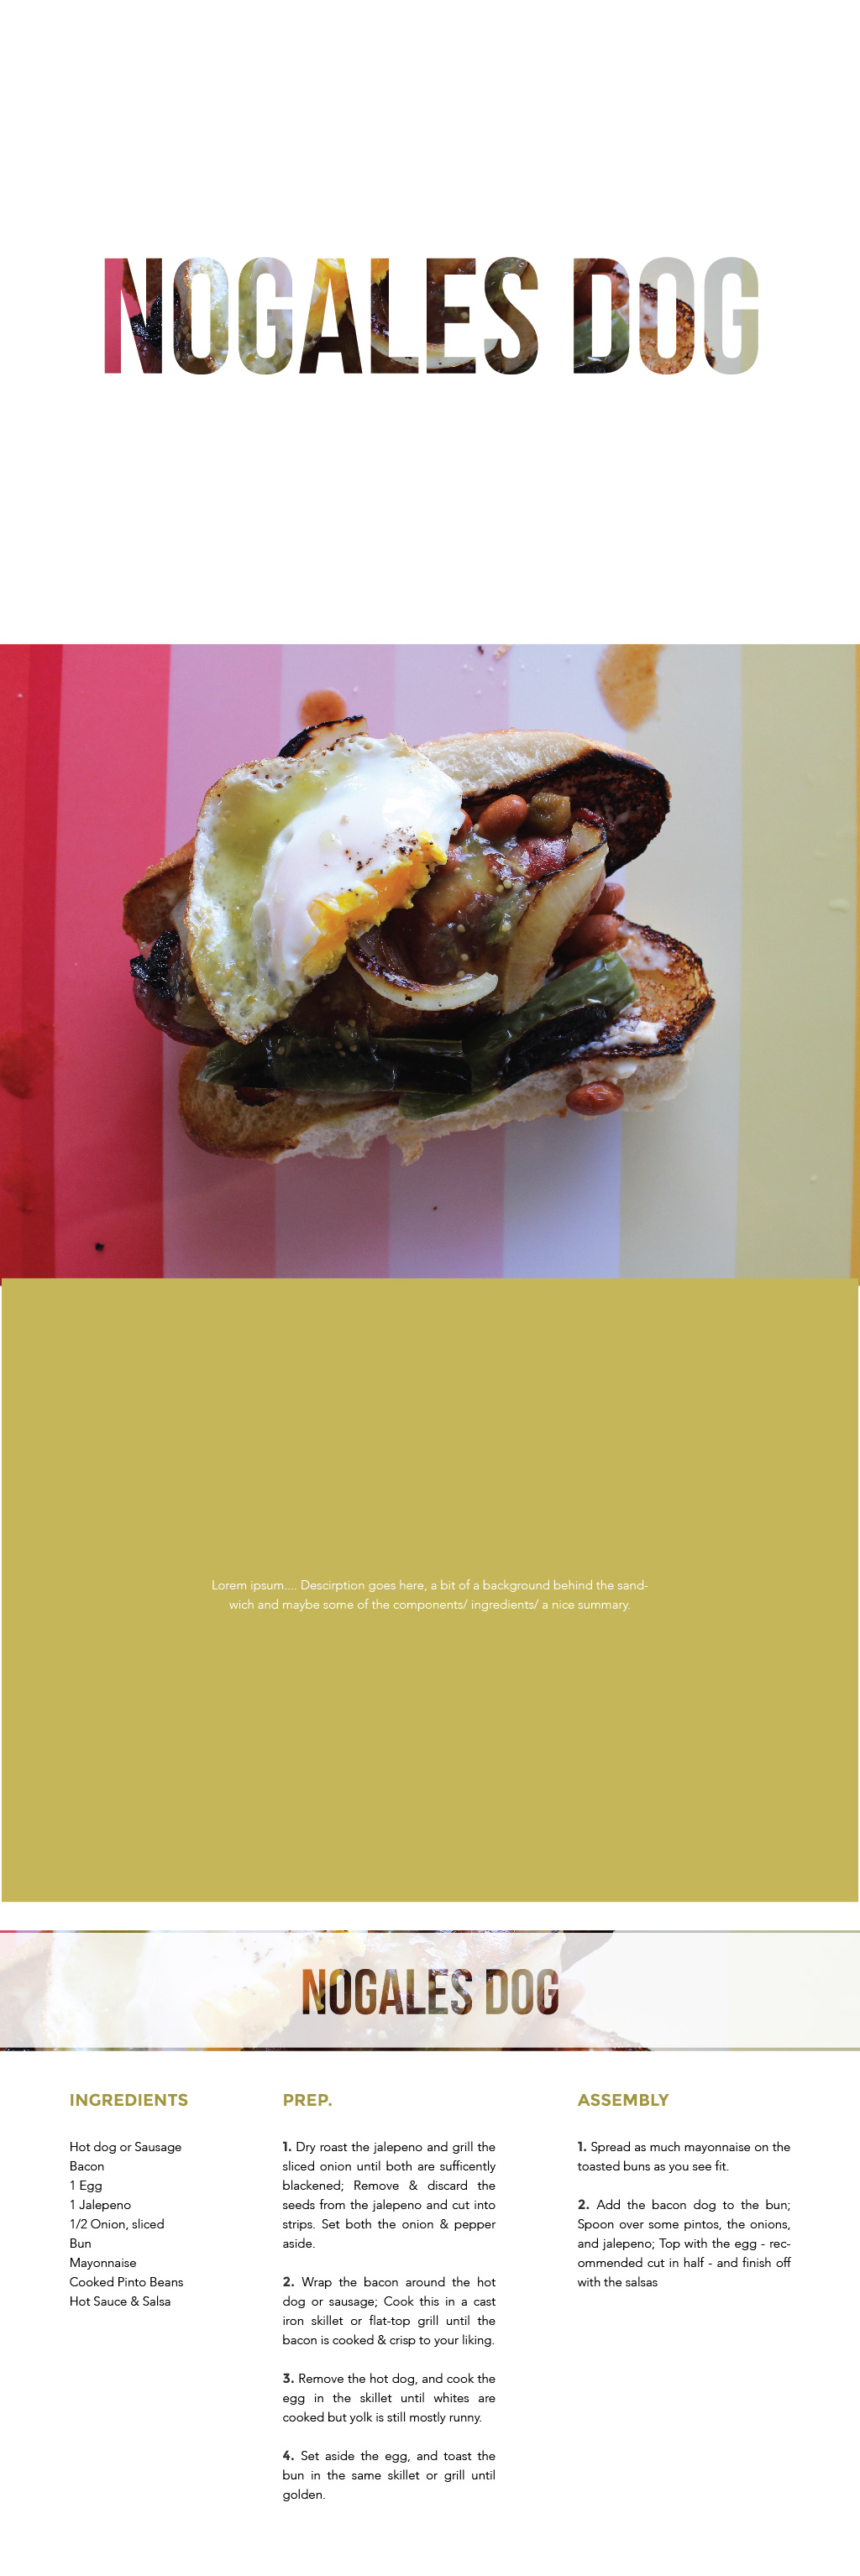 NOGALES DOG
Lorem ipsum.... Descirption goes here, a bit of a background behind the sand-
wich and maybe some of the components/ ingredients/ a nice summary.
NOGALES DOG
INGREDIENTS
Hot dog or Sausage
Bacon
1 Egg
1 Jalepeno
1/2 Onion, sliced
Bun
Mayonnaise
Cooked Pinto Beans
Hot Sauce & Salsa
PREP.
1. Dry roast the jalepeno and grill the
sliced onion until both are sufficently
blackened; Remove & discard the
seeds from the jalepeno and cut into
strips. Set both the onion & pepper
aside.
2. Wrap the bacon around the hot
dog or sausage; Cook this in a cast
iron skillet or flat-top grill until the
bacon is cooked & crisp to your liking.
3. Remove the hot dog, and cook the
egg in the skillet until whites are
cooked but yolk is still mostly runny.
4. Set aside the egg, and toast the
bun in the same skillet or grill until
golden.
ASSEMBLY
1. Spread as much mayonnaise on the
toasted buns as you see fit.
2. Add the bacon dog to the bun;
Spoon over some pintos, the onions,
and jalepeno; Top with the egg - rec-
ommended cut in half - and finish off
with the salsas